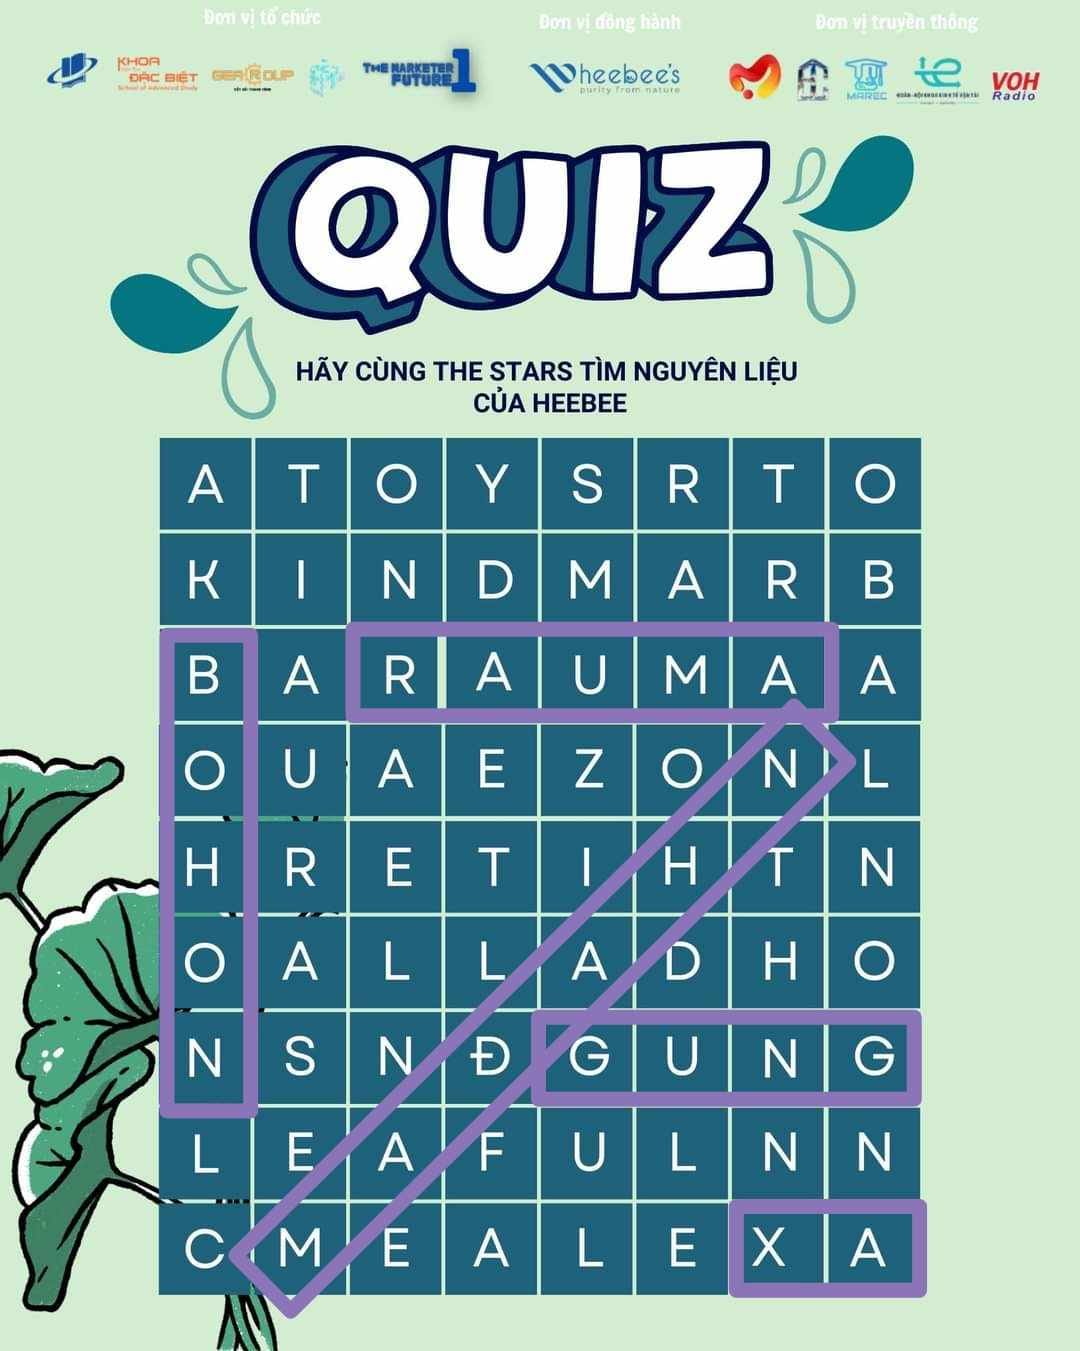 Đơn vị tổ chức
Đơn vị đồng hành
Đơn vị truyền thông
KHOA
ĐẶC BIỆT
School of Advanced Study
GEAR GROUP
THE MARKETER FUTURE 1
Wheebee's
purity from nature
MAREC
te
VOH
Radio
QUIZ
HÃY CÙNG THE STARS TÌM NGUYÊN LIỆU
CỦA HEEBEE
A T O Y S R T O
K I N D M A R B
B A R A U M A A
O U A E Z O N L
H R E T I H T N
O A L L A D H O
N S N Đ G U N G
L E A F U L N N
C M E A L E X A